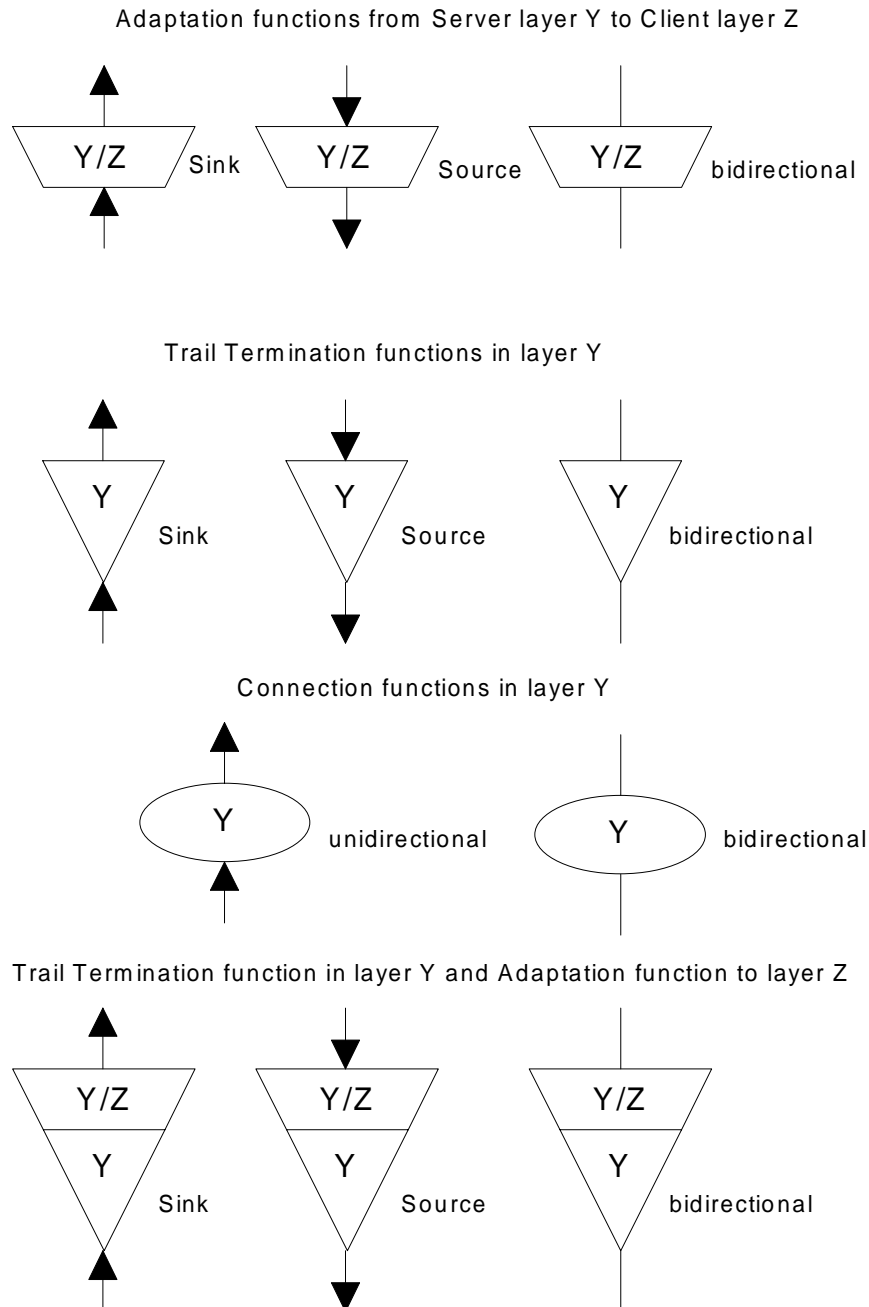 Adaptation functions from Server layer Y to Client layer Z
Y/Z Sink Y/Z Source Y/Z bidirectional
Trail Termination functions in layer Y
Y Sink Y Source Y bidirectional
Connection functions in layer Y
Y unidirectional Y bidirectional
Trail Termination function in layer Y and Adaptation function to layer Z
Y/Z Y/Z Y/Z
Y Y Y
Sink Source bidirectional